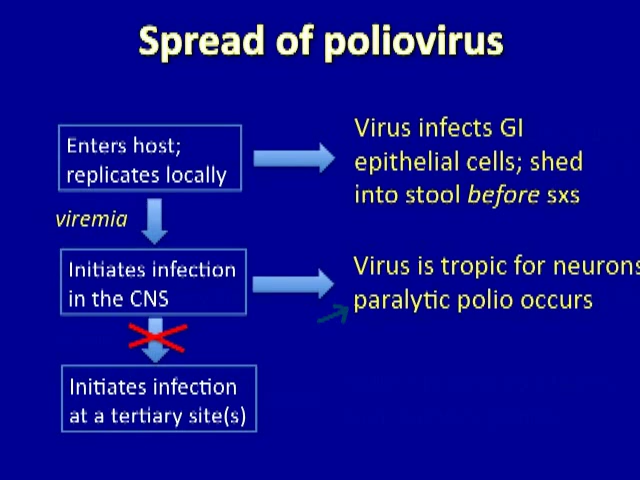 Spread of poliovirus
Enters host;
replicates locally
Virus infects GI
epithelial cells; shed
into stool before sxs
viremia
Initiates infection
in the CNS
Virus is tropic for neurons
paralytic polio occurs
Initiates infection
at a tertiary site(s)